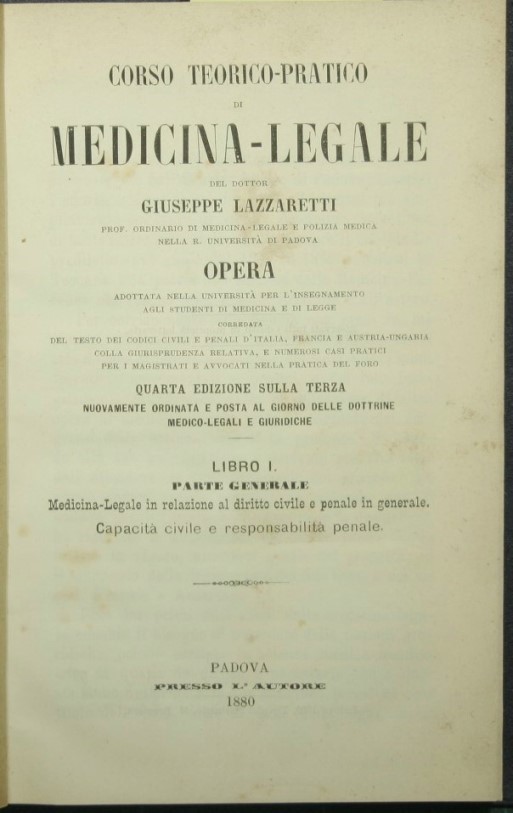 CORSO TEORICO-PRATICO
DI
MEDICINA-LEGALE
DEL DOTTOR
GIUSEPPE LAZZARETTI
PROF. ORDINARIO DI MEDICINA-LEGALE E POLIZIA MEDICA
NELLA R. UNIVERSITÀ DI PADOVA
OPERA
ADOTTATA NELLA UNIVERSITÀ PER L'INSEGNAMENTO
AGLI STUDENTI DI MEDICINA E DI LEGGE
CORREDATA
DEL TESTO DEI CODICI CIVILI E PENALI D'ITALIA, FRANCIA E AUSTRIA-UNGARIA
COLLA GIURISPRUDENZA RELATIVA, E NUMEROSI CASI PRATICI
PER I MAGISTRATI E AVVOCATI NELLA PRATICA DEL FORO
QUARTA EDIZIONE SULLA TERZA
NUOVAMENTE ORDINATA E POSTA AL GIORNO DELLE DOTTRINE
MEDICO-LEGALI E GIURIDICHE
LIBRO I.
PARTE GENERALE
Medicina-Legale in relazione al diritto civile e penale in generale.
Capacità civile e responsabilità penale.
PADOVA
PRESSO L'AUTORE
1880